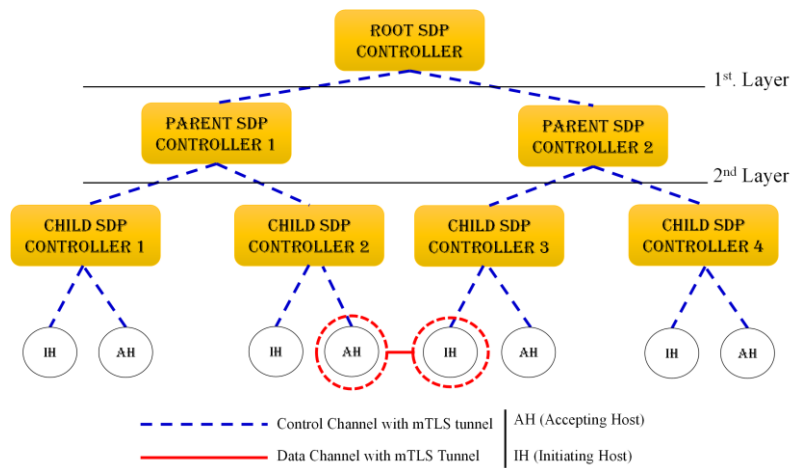 ROOT SDP
CONTROLLER
1st. Layer
PARENT SDP
CONTROLLER 1
PARENT SDP
CONTROLLER 2
2nd Layer
CHILD SDP
CONTROLLER 1
CHILD SDP
CONTROLLER 2
CHILD SDP
CONTROLLER 3
CHILD SDP
CONTROLLER 4
IH
AH
IH
AH
IH
AH
IH
AH
Control Channel with mTLS tunnel
AH (Accepting Host)
Data Channel with mTLS Tunnel
IH (Initiating Host)